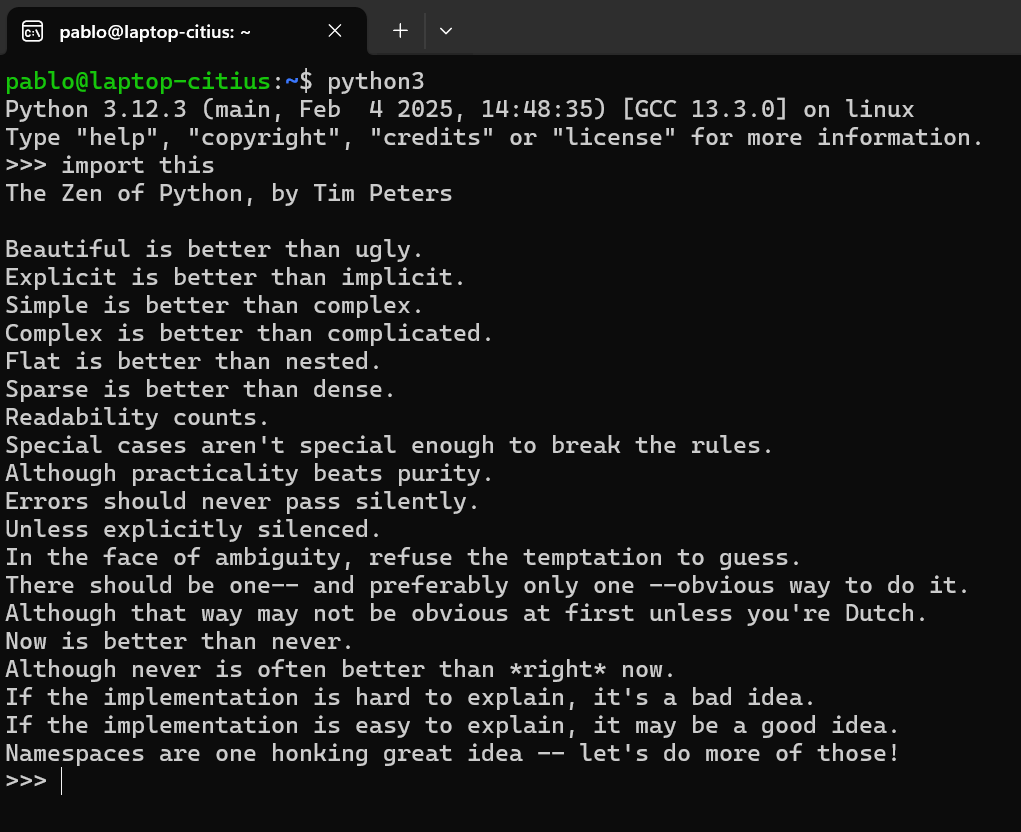 pablo@laptop-citius: ~
pablo@laptop-citius:~$ python3
Python 3.12.3 (main, Feb  4 2025, 14:48:35) [GCC 13.3.0] on linux
Type "help", "copyright", "credits" or "license" for more information.
>>> import this
The Zen of Python, by Tim Peters

Beautiful is better than ugly.
Explicit is better than implicit.
Simple is better than complex.
Complex is better than complicated.
Flat is better than nested.
Sparse is better than dense.
Readability counts.
Special cases aren't special enough to break the rules.
Although practicality beats purity.
Errors should never pass silently.
Unless explicitly silenced.
In the face of ambiguity, refuse the temptation to guess.
There should be one-- and preferably only one --obvious way to do it.
Although that way may not be obvious at first unless you're Dutch.
Now is better than never.
Although never is often better than *right* now.
If the implementation is hard to explain, it's a bad idea.
If the implementation is easy to explain, it may be a good idea.
Namespaces are one honking great idea -- let's do more of those!
>>>